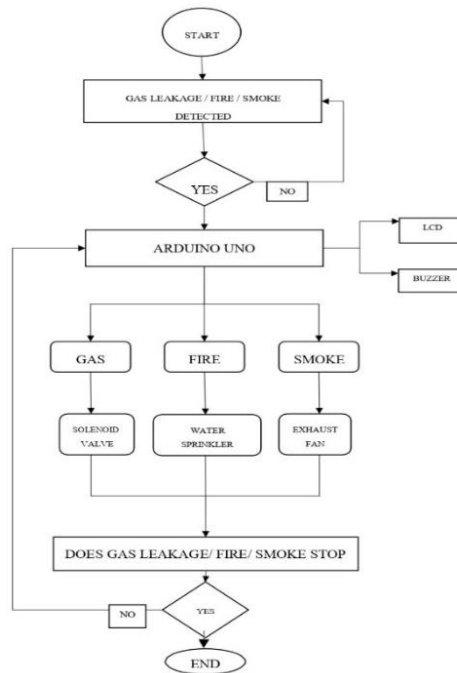 START
GAS LEAKAGE / FIRE / SMOKE
DETECTED
YES
NO
ARDUINO UNO
LCD
BUZZER
GAS
FIRE
SMOKE
SOLENOID
VALVE
WATER
SPRINKLER
EXHAUST
FAN
DOES GAS LEAKAGE/ FIRE/ SMOKE STOP
NO
YES
END